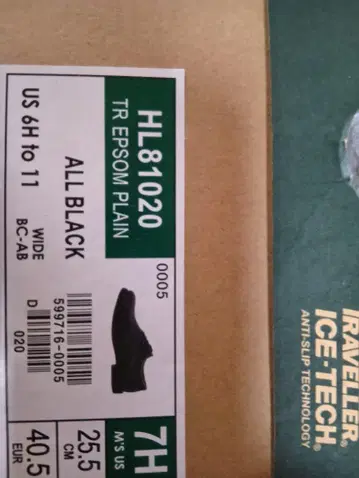 HL81020
TR EPSOM PLAIN
0005
ALL BLACK
US 6H to 11
WIDE
BC-AB
599716-0005
D
020
7H
M'S US
25.5
CM
40.5
EUR
TRAVELLER
ICE-TECH®
ANTI-SLIP TECHNOLOGY